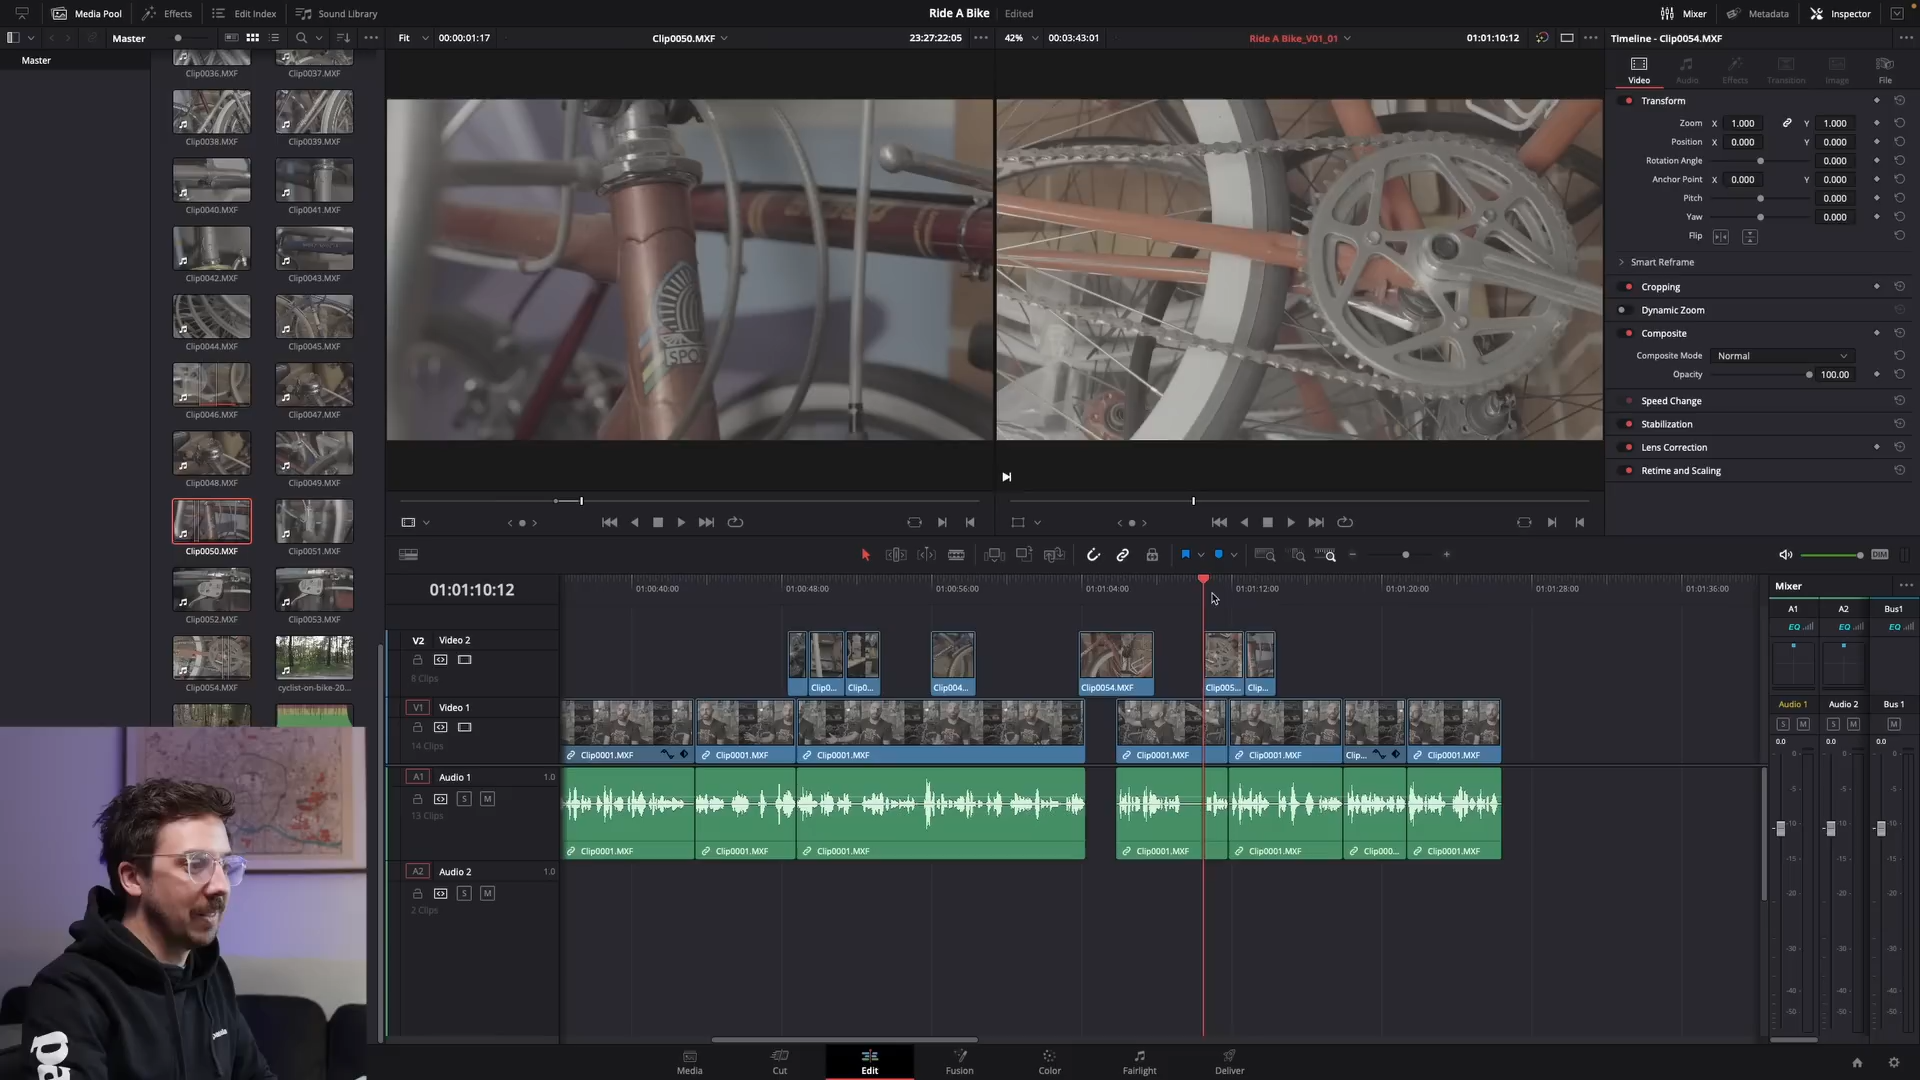 Media Pool
Effects
Edit Index
Sound Library
Ride A Bike
Edited
Mixer
Metadata
Inspector
Master
Fit
00:00:01:17
Clip0050.MXF
23:27:22:05
42%
00:03:43:01
Ride A Bike_V01_01
01:01:10:12
Timeline - Clip0054.MXF
Master
Clip0036.MXF
Clip0037.MXF
Clip0038.MXF
Clip0039.MXF
Clip0040.MXF
Clip0041.MXF
Clip0042.MXF
Clip0043.MXF
Clip0044.MXF
Clip0045.MXF
Clip0046.MXF
Clip0047.MXF
Clip0048.MXF
Clip0049.MXF
Clip0050.MXF
Clip0051.MXF
Clip0052.MXF
Clip0053.MXF
Clip0054.MXF
cyclist-on-bike-20...
SPO
Video
Audio
Effects
Transition
Image
File
Transform
Zoom X 1.000 Y 1.000
Position X 0.000 Y 0.000
Rotation Angle 0.000
Anchor Point X 0.000 Y 0.000
Pitch 0.000
Yaw 0.000
Flip
Smart Reframe
Cropping
Dynamic Zoom
Composite
Composite Mode Normal
Opacity 100.00
Speed Change
Stabilization
Lens Correction
Retime and Scaling
DIM
01:01:10:12
01:00:40:00
01:00:48:00
01:00:56:00
01:01:04:00
01:01:12:00
01:01:20:00
01:01:28:00
01:01:36:00
V2 Video 2
8 Clips
Clip0...
Clip0...
Clip004...
Clip0054.MXF
Clip005...
Clip...
V1 Video 1
14 Clips
Clip0001.MXF
Clip0001.MXF
Clip0001.MXF
Clip0001.MXF
Clip0001.MXF
Clip...
Clip0001.MXF
A1 Audio 1 1.0
S M
13 Clips
Clip0001.MXF
Clip0001.MXF
Clip0001.MXF
Clip0001.MXF
Clip0001.MXF
Clip000...
Clip0001.MXF
A2 Audio 2 1.0
S M
2 Clips
Mixer
A1 A2 Bus1
EQ EQ EQ
Audio 1 Audio 2 Bus 1
S M S M M
0.0 0.0 0.0
0 0 0
-5 -5 -5
-10 -10 -10
-15 -15 -15
-20 -20 -20
-30 -30 -30
-40 -40 -40
-50 -50 -50
Media
Cut
Edit
Fusion
Color
Fairlight
Deliver